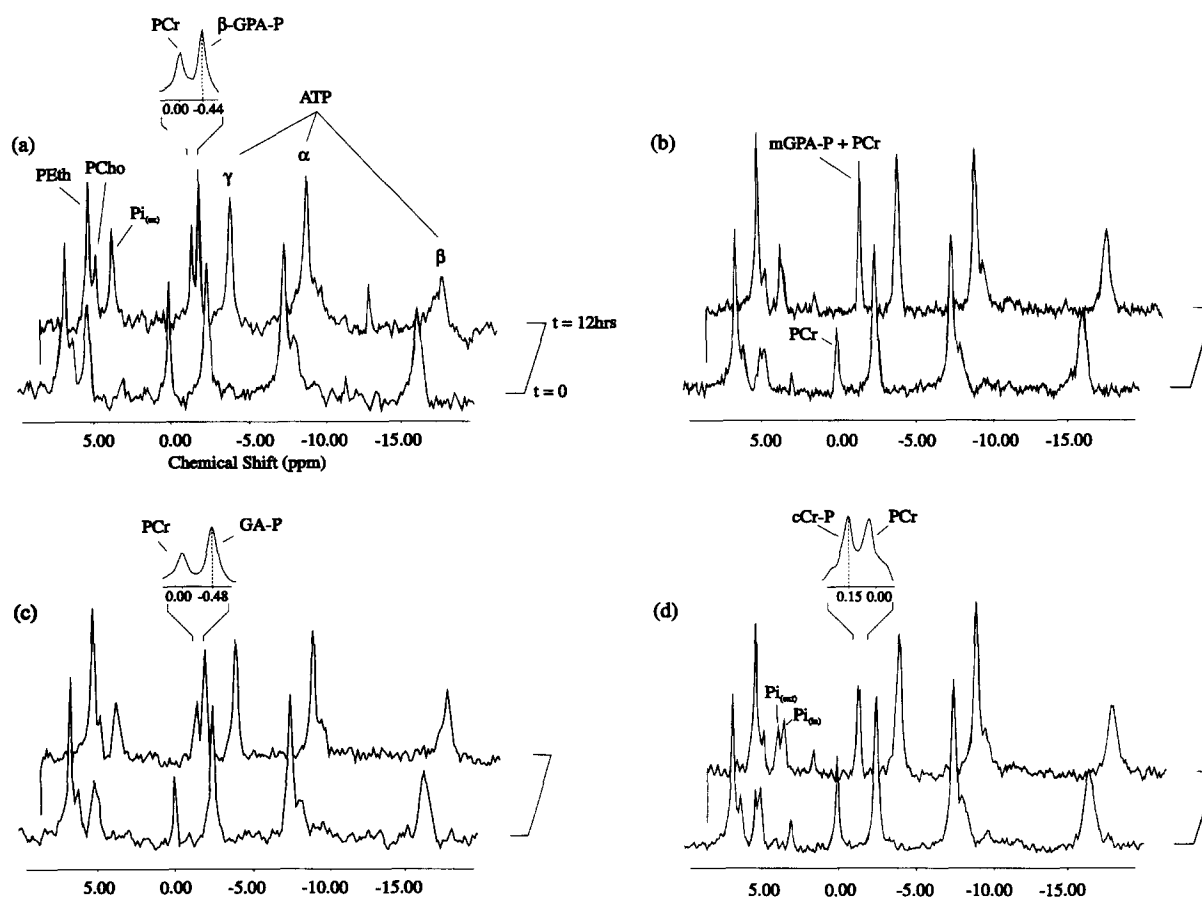 PCr β-GPA-P
0.00 -0.44
ATP
(a)
PEth
PCho
Pi(ex)
γ
α
β
t = 12hrs
t = 0
5.00 0.00 -5.00 -10.00 -15.00
Chemical Shift (ppm)
(b)
mGPA-P + PCr
PCr
5.00 0.00 -5.00 -10.00 -15.00
(c)
PCr GA-P
0.00 -0.48
5.00 0.00 -5.00 -10.00 -15.00
(d)
cCr-P PCr
0.15 0.00
Pi(ext)
Pi(in)
5.00 0.00 -5.00 -10.00 -15.00